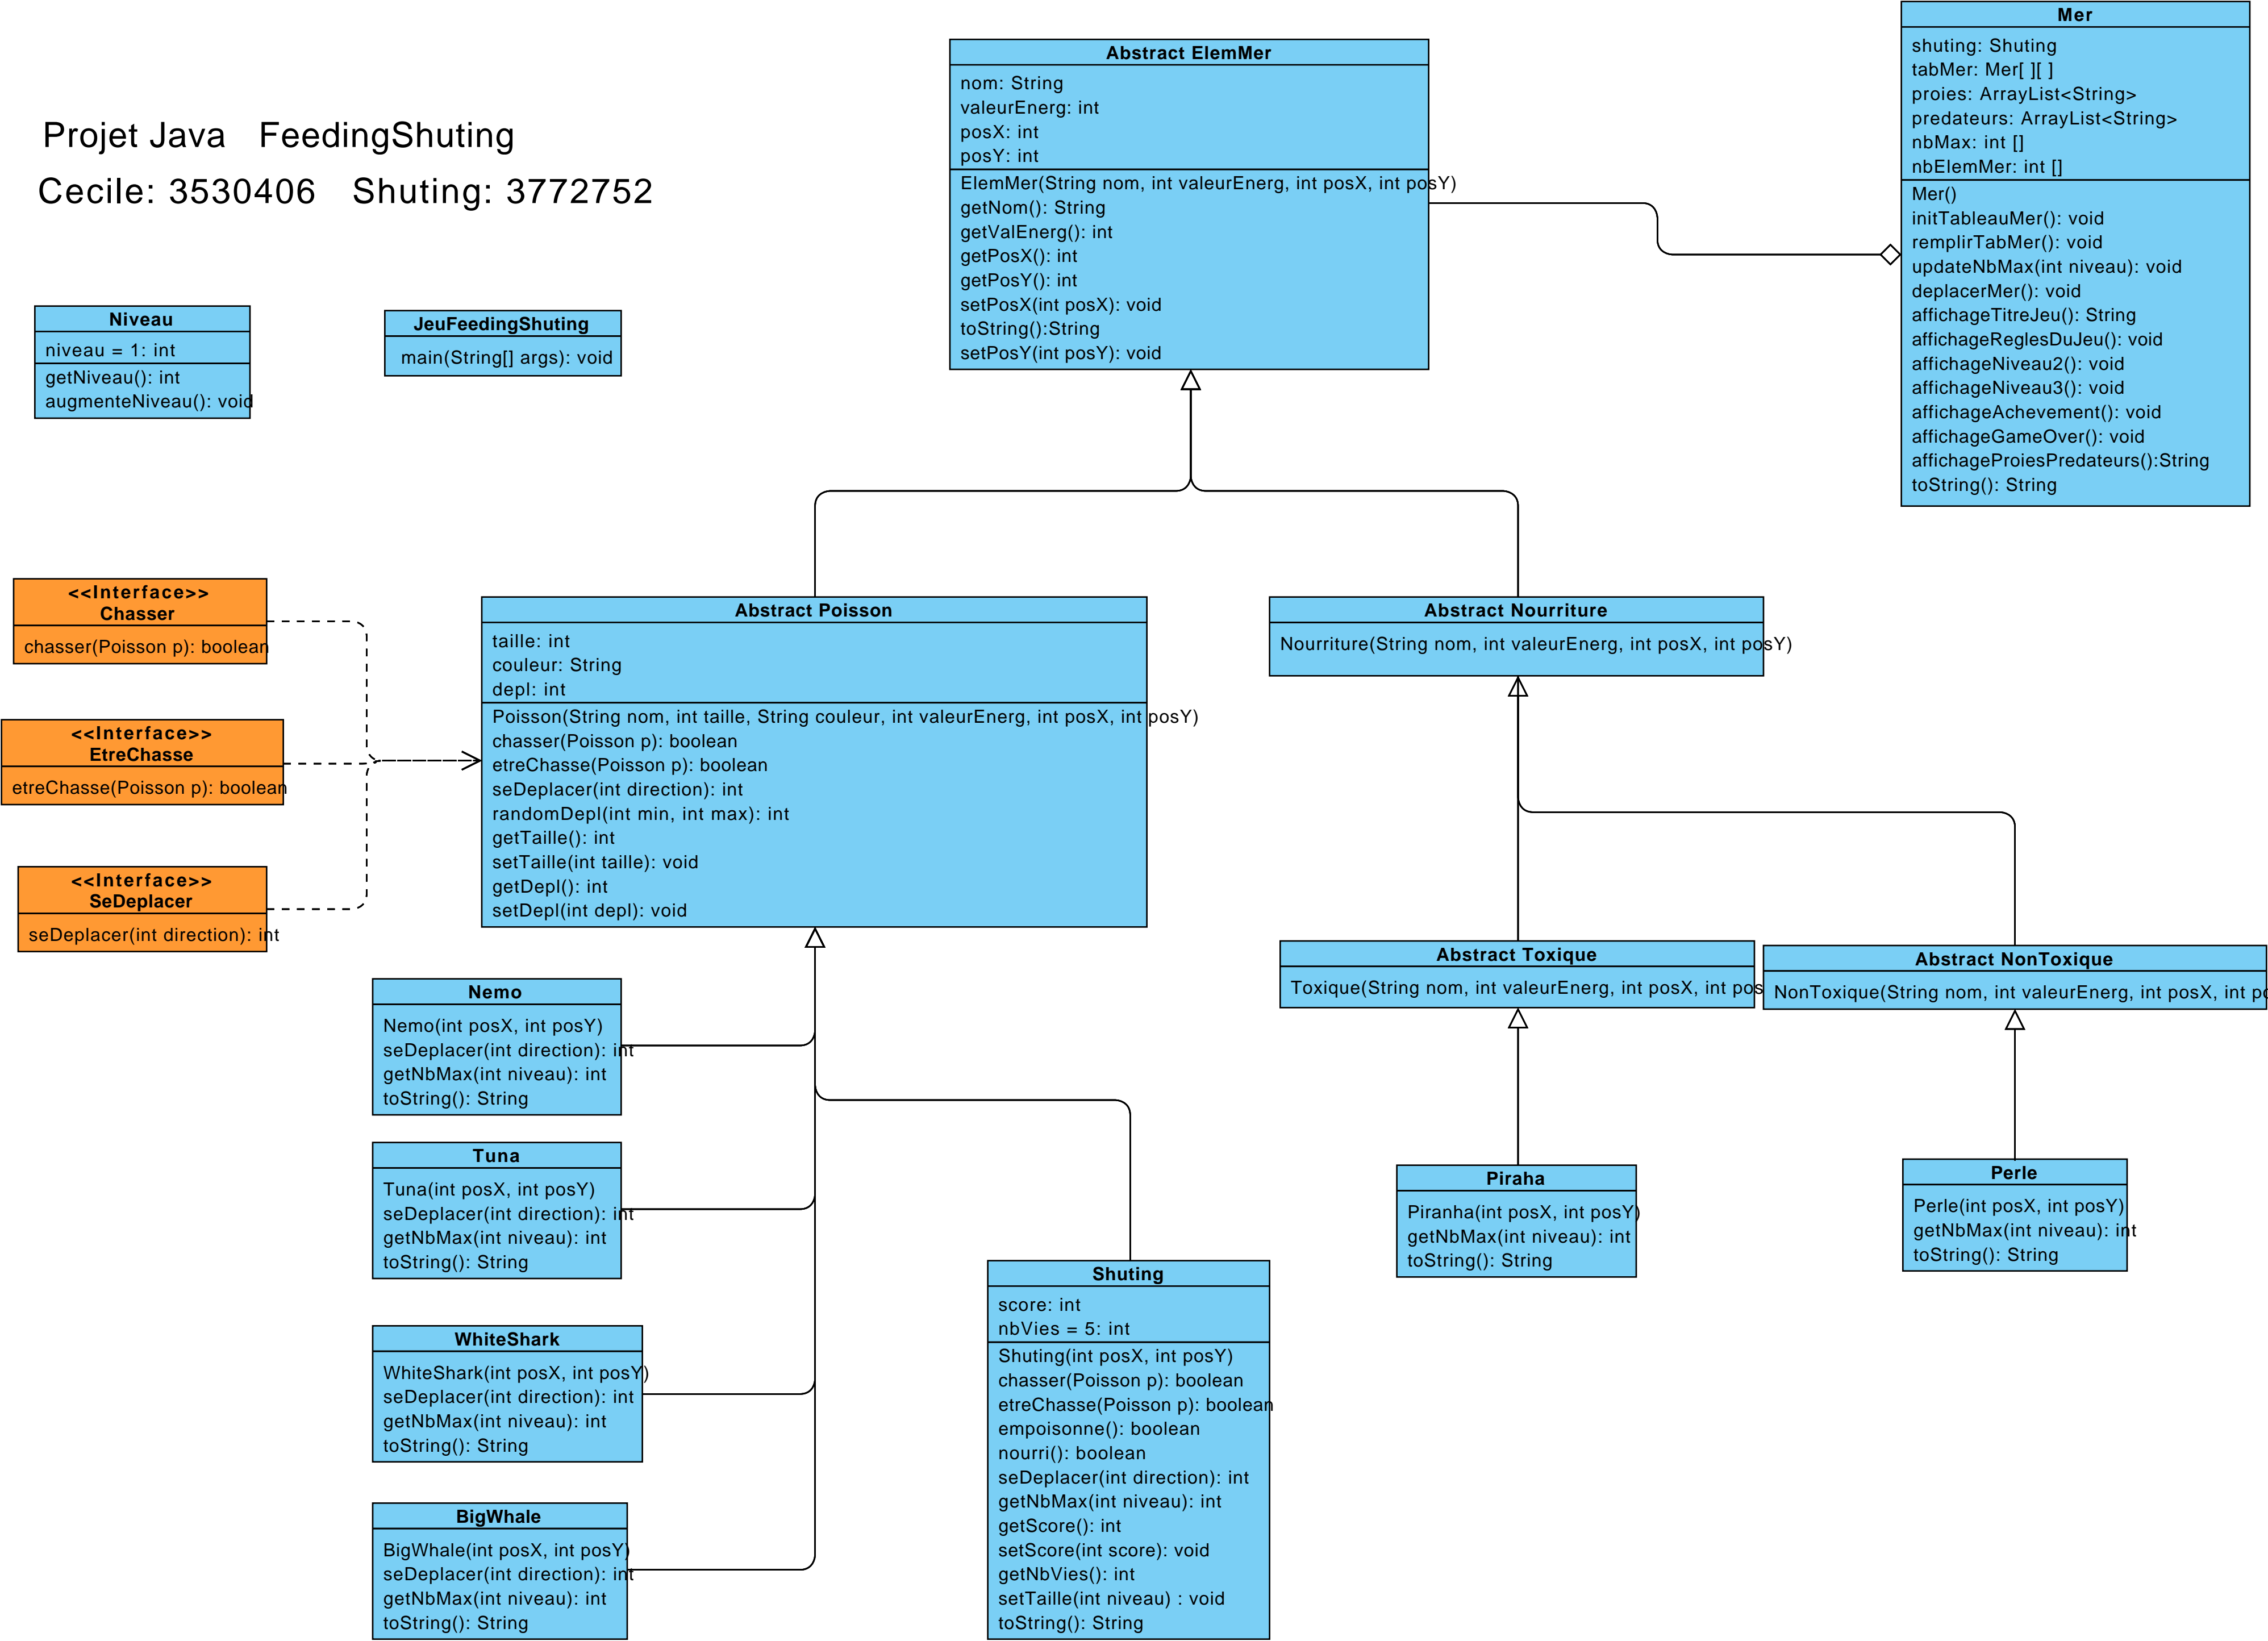 Projet Java FeedingShuting
Cecile: 3530406 Shuting: 3772752
Niveau
niveau = 1: int
getNiveau(): int
augmenteNiveau(): void
JeuFeedingShuting
main(String[] args): void
Abstract ElemMer
nom: String
valeurEnerg: int
posX: int
posY: int
ElemMer(String nom, int valeurEnerg, int posX, int posY)
getNom(): String
getValEnerg(): int
getPosX(): int
getPosY(): int
setPosX(int posX): void
toString():String
setPosY(int posY): void
Mer
shuting: Shuting
tabMer: Mer[ ][ ]
proies: ArrayList<String>
predateurs: ArrayList<String>
nbMax: int []
nbElemMer: int []
Mer()
initTableauMer(): void
remplirTabMer(): void
updateNbMax(int niveau): void
deplacerMer(): void
affichageTitreJeu(): String
affichageReglesDuJeu(): void
affichageNiveau2(): void
affichageNiveau3(): void
affichageAchevement(): void
affichageGameOver(): void
affichageProiesPredateurs():String
toString(): String
<<Interface>>
Chasser
chasser(Poisson p): boolean
<<Interface>>
EtreChasse
etreChasse(Poisson p): boolean
<<Interface>>
SeDeplacer
seDeplacer(int direction): int
Abstract Poisson
taille: int
couleur: String
depl: int
Poisson(String nom, int taille, String couleur, int valeurEnerg, int posX, int posY)
chasser(Poisson p): boolean
etreChasse(Poisson p): boolean
seDeplacer(int direction): int
randomDepl(int min, int max): int
getTaille(): int
setTaille(int taille): void
getDepl(): int
setDepl(int depl): void
Abstract Nourriture
Nourriture(String nom, int valeurEnerg, int posX, int posY)
Abstract Toxique
Toxique(String nom, int valeurEnerg, int posX, int pos
Abstract NonToxique
NonToxique(String nom, int valeurEnerg, int posX, int po
Nemo
Nemo(int posX, int posY)
seDeplacer(int direction): int
getNbMax(int niveau): int
toString(): String
Tuna
Tuna(int posX, int posY)
seDeplacer(int direction): int
getNbMax(int niveau): int
toString(): String
WhiteShark
WhiteShark(int posX, int posY)
seDeplacer(int direction): int
getNbMax(int niveau): int
toString(): String
BigWhale
BigWhale(int posX, int posY)
seDeplacer(int direction): int
getNbMax(int niveau): int
toString(): String
Shuting
score: int
nbVies = 5: int
Shuting(int posX, int posY)
chasser(Poisson p): boolean
etreChasse(Poisson p): boolean
empoisonne(): boolean
nourri(): boolean
seDeplacer(int direction): int
getNbMax(int niveau): int
getScore(): int
setScore(int score): void
getNbVies(): int
setTaille(int niveau) : void
toString(): String
Piraha
Piranha(int posX, int posY)
getNbMax(int niveau): int
toString(): String
Perle
Perle(int posX, int posY)
getNbMax(int niveau): int
toString(): String